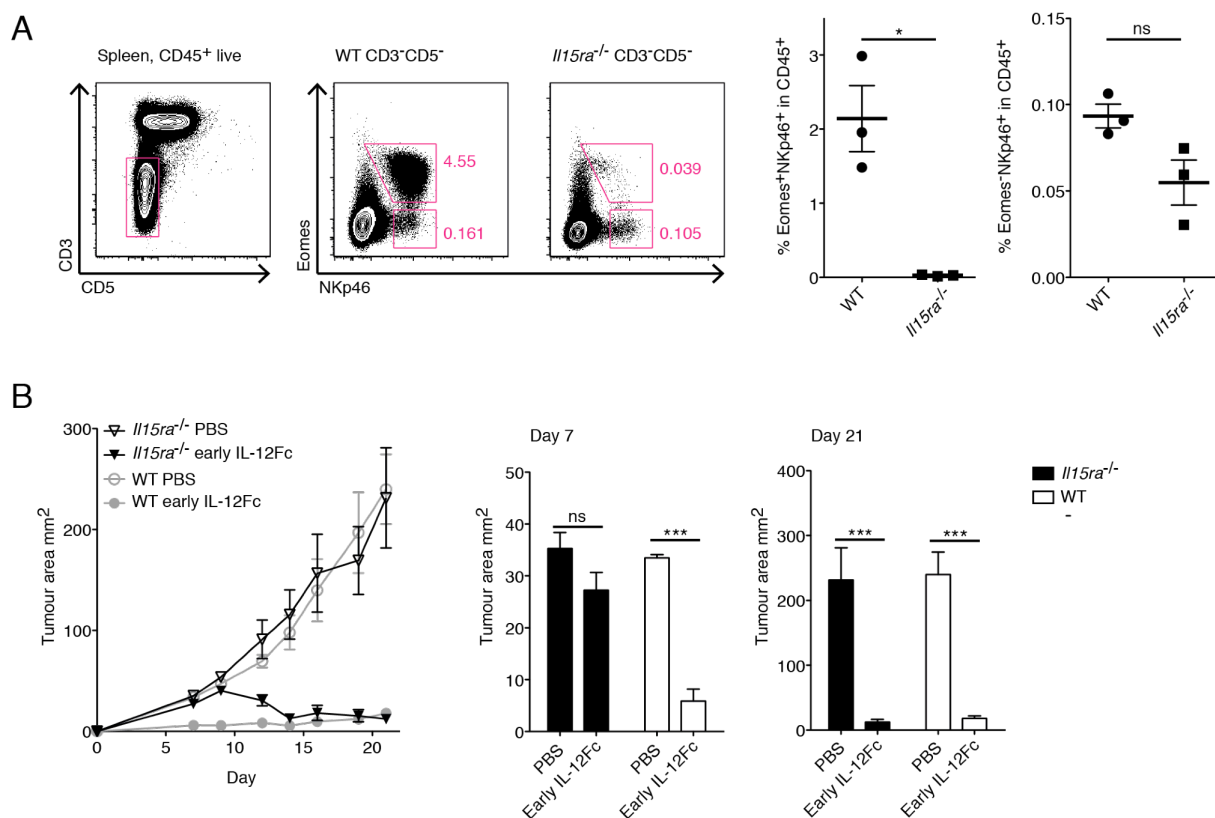 A
Spleen, CD45+ live
WT CD3-CD5-
Il15ra-/- CD3-CD5-
CD3
CD5
Eomes
NKp46
4.55
0.161
0.039
0.105
% Eomes+NKp46+ in CD45+
3
2
1
0
WT
Il15ra-/-
*
% Eomes-NKp46+ in CD45+
0.15
0.10
0.05
0.00
WT
Il15ra-/-
ns
B
Il15ra-/- PBS
Il15ra-/- early IL-12Fc
WT PBS
WT early IL-12Fc
Tumour area mm2
300
200
100
0
0 5 10 15 20
Day
Day 7
Tumour area mm2
50
40
30
20
10
0
ns
***
PBS
Early IL-12Fc
PBS
Early IL-12Fc
Day 21
Tumour area mm2
400
300
200
100
0
***
***
PBS
Early IL-12Fc
PBS
Early IL-12Fc
Il15ra-/-
WT
-